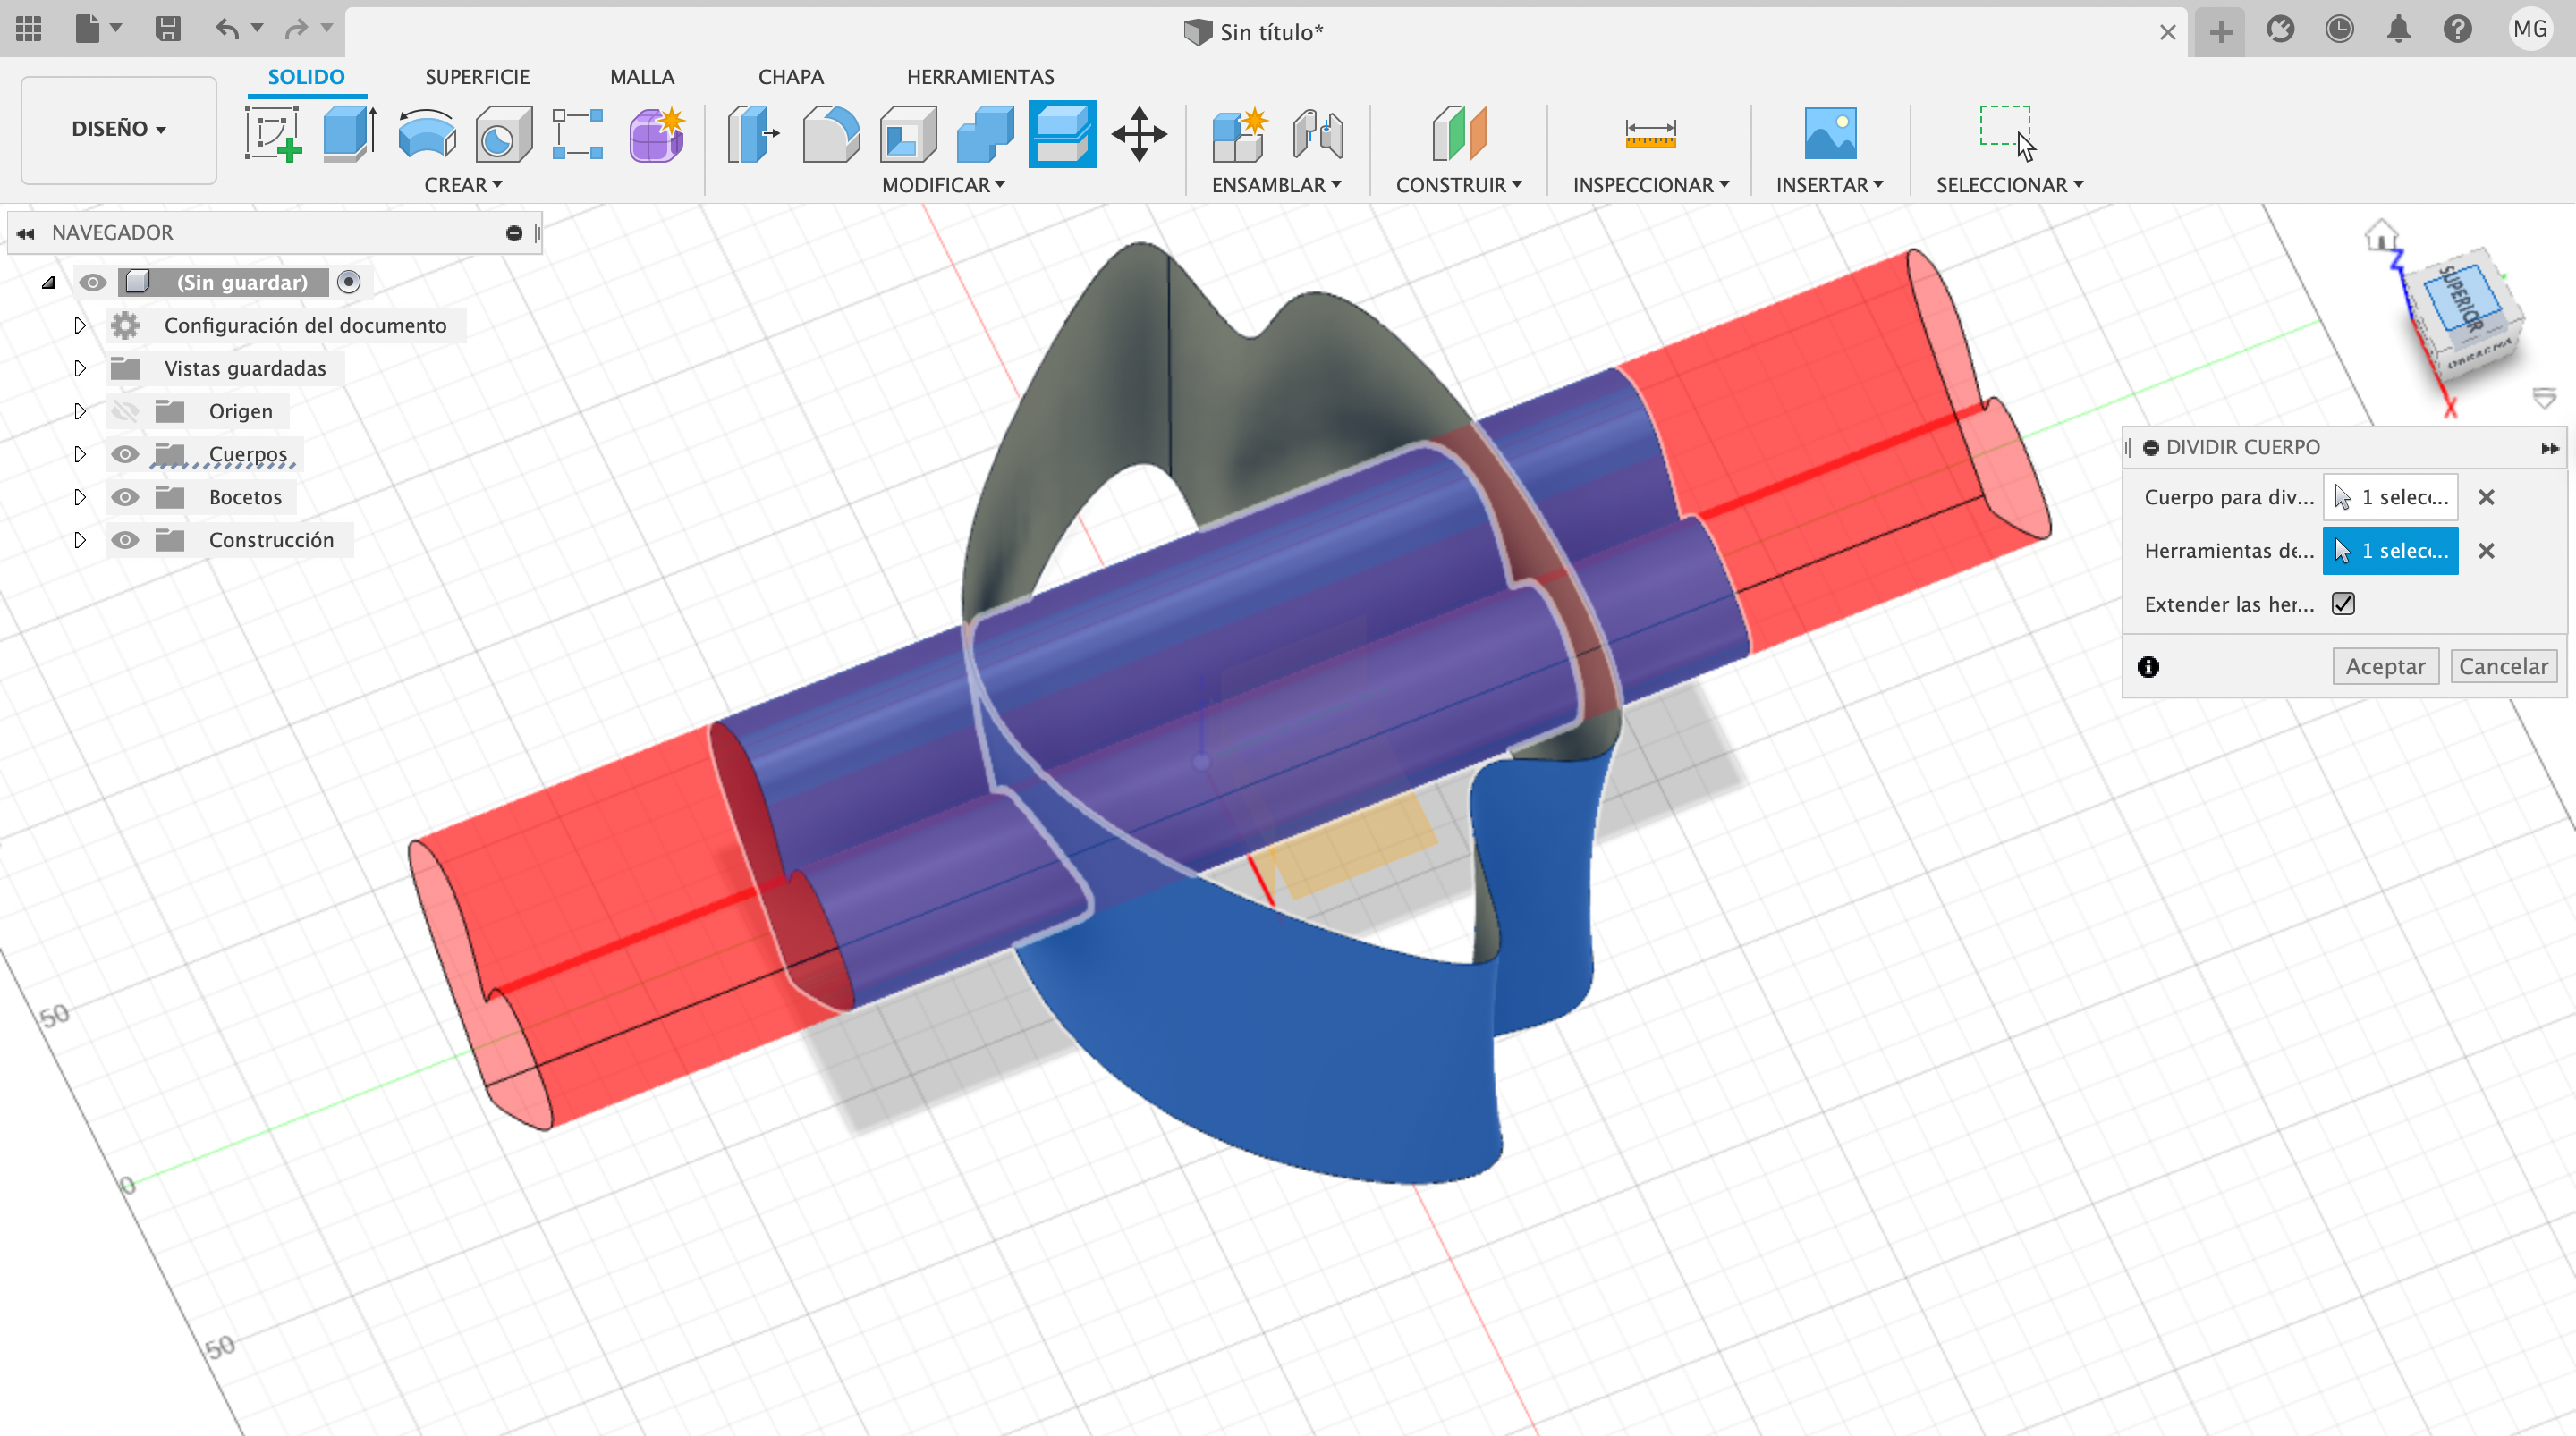 Sin título*
MG
DISEÑO
SOLIDO
SUPERFICIE
MALLA
CHAPA
HERRAMIENTAS
CREAR
MODIFICAR
ENSAMBLAR
CONSTRUIR
INSPECCIONAR
INSERTAR
SELECCIONAR
NAVEGADOR
(Sin guardar)
Configuración del documento
Vistas guardadas
Origen
Cuerpos
Bocetos
Construcción
Z
SUPERIOR
DERECHA
X
DIVIDIR CUERPO
Cuerpo para div...
1 selec...
Herramientas de...
1 selec...
Extender las her...
Aceptar
Cancelar
50
0
50